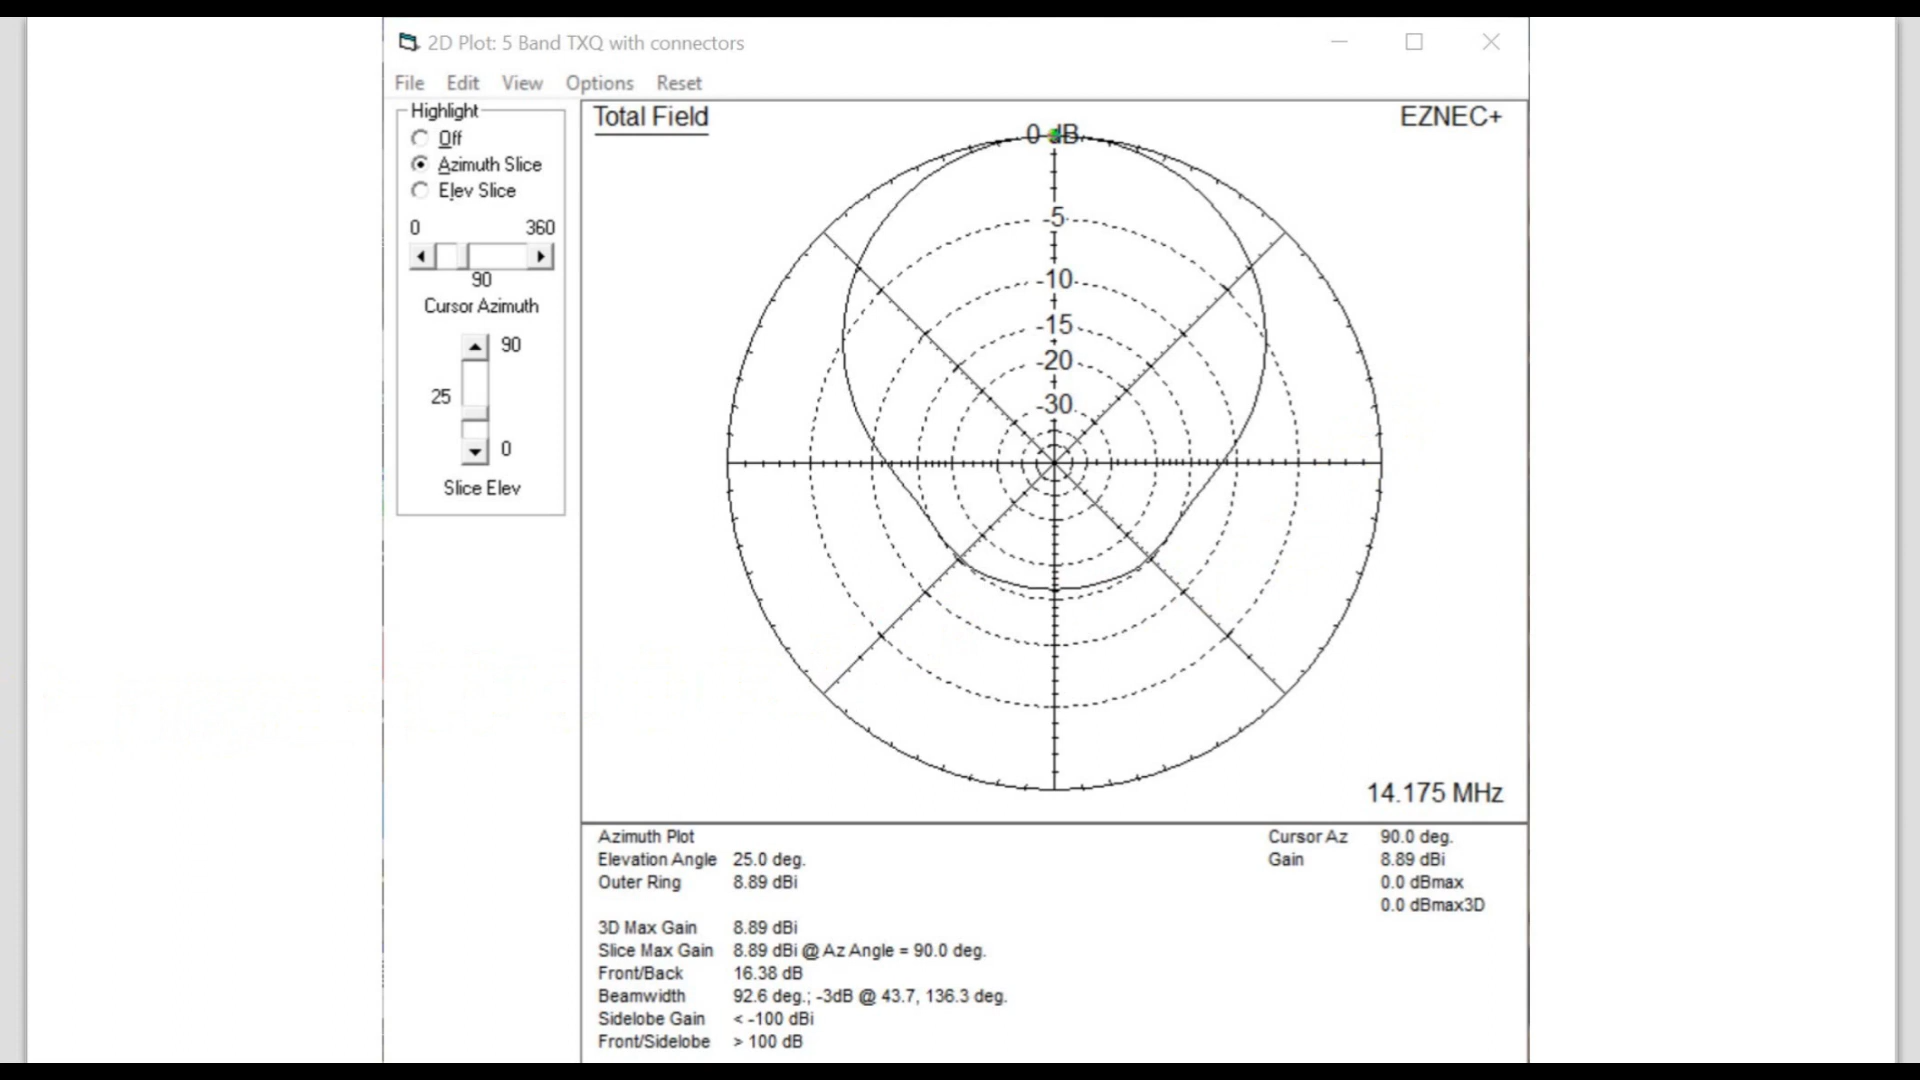 2D Plot: 5 Band TXQ with connectors
File Edit View Options Reset
Highlight
Off
Azimuth Slice
Elev Slice
0 360
90
Cursor Azimuth
90
25
0
Slice Elev
Total Field
EZNEC+
0 dB
-5
-10
-15
-20
-30
14.175 MHz
Azimuth Plot
Elevation Angle 25.0 deg.
Outer Ring 8.89 dBi
3D Max Gain 8.89 dBi
Slice Max Gain 8.89 dBi @ Az Angle = 90.0 deg.
Front/Back 16.38 dB
Beamwidth 92.6 deg.; -3dB @ 43.7, 136.3 deg.
Sidelobe Gain < -100 dBi
Front/Sidelobe > 100 dB
Cursor Az 90.0 deg.
Gain 8.89 dBi
0.0 dBmax
0.0 dBmax3D